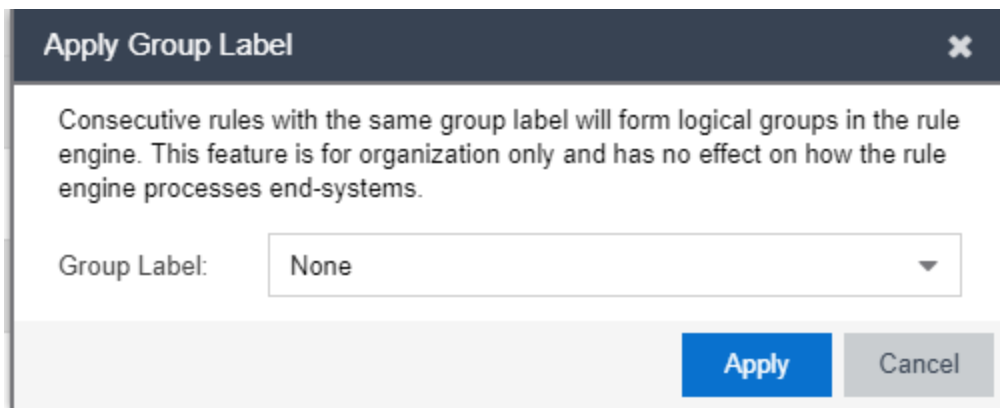 Apply Group Label
Consecutive rules with the same group label will form logical groups in the rule
engine. This feature is for organization only and has no effect on how the rule
engine processes end-systems.
Group Label: None
Apply Cancel